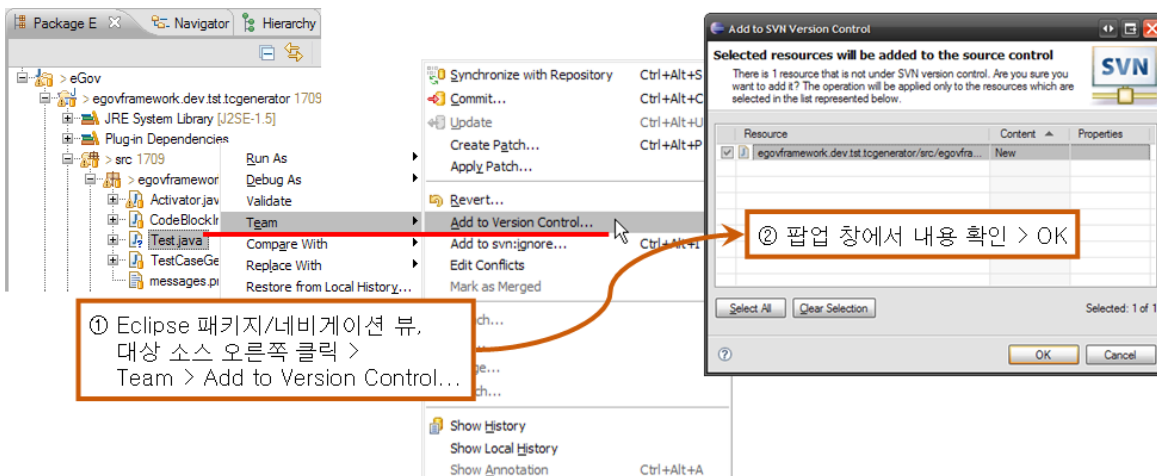 Package E
Navigator
Hierarchy
> eGov
> egovframework.dev.tst.tcgenerator 1709
JRE System Library [J2SE-1.5]
Plug-in Dependencies
> src 1709
> egovframewor
Activator.jav
CodeBlockIr
Test.java
TestCaseGe
messages.pr
Run As
Debug As
Validate
Team
Compare With
Replace With
Restore from Local History...
Synchronize with Repository Ctrl+Alt+S
Commit... Ctrl+Alt+C
Update Ctrl+Alt+U
Create Patch... Ctrl+Alt+P
Apply Patch...
Revert...
Add to Version Control...
Add to svn:ignore... Ctrl+Alt+I
Edit Conflicts
Mark as Merged
Show History
Show Local History
Show Annotation Ctrl+Alt+A
Add to SVN Version Control
Selected resources will be added to the source control
There is 1 resource that is not under SVN version control. Are you sure you
want to add it? The operation will be applied only to the resources which are
selected in the list represented below.
SVN
Resource Content Properties
egovframework.dev.tst.tcgenerator/src/egovfra... New
② 팝업 창에서 내용 확인 > OK
Select All Clear Selection Selected: 1 of 1
OK Cancel
① Eclipse 패키지/네비게이션 뷰,
대상 소스 오른쪽 클릭 >
Team > Add to Version Control...